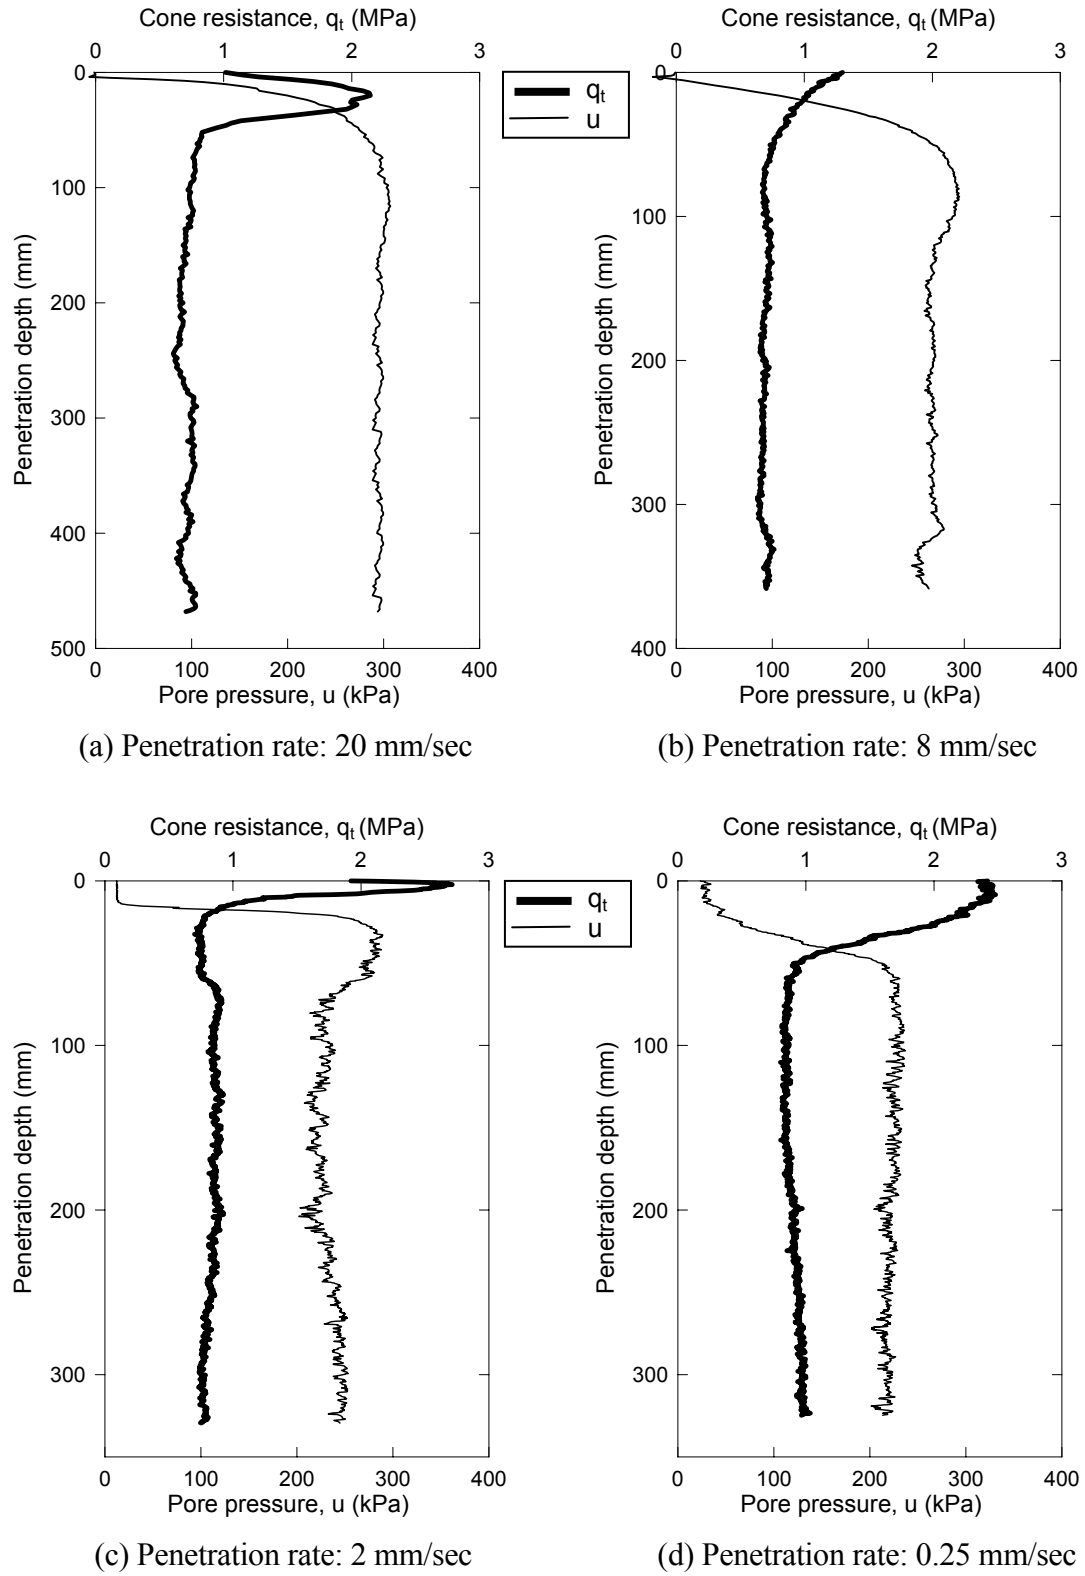 Cone resistance, qt (MPa)
0 1 2 3
0
100
200
300
400
500
Penetration depth (mm)
0 100 200 300 400
Pore pressure, u (kPa)
(a) Penetration rate: 20 mm/sec
qt
u
Cone resistance, qt (MPa)
0 1 2 3
0
100
200
300
400
Penetration depth (mm)
0 100 200 300 400
Pore pressure, u (kPa)
(b) Penetration rate: 8 mm/sec
Cone resistance, qt (MPa)
0 1 2 3
0
100
200
300
Penetration depth (mm)
0 100 200 300 400
Pore pressure, u (kPa)
(c) Penetration rate: 2 mm/sec
qt
u
Cone resistance, qt (MPa)
0 1 2 3
0
100
200
300
Penetration depth (mm)
0 100 200 300 400
Pore pressure, u (kPa)
(d) Penetration rate: 0.25 mm/sec